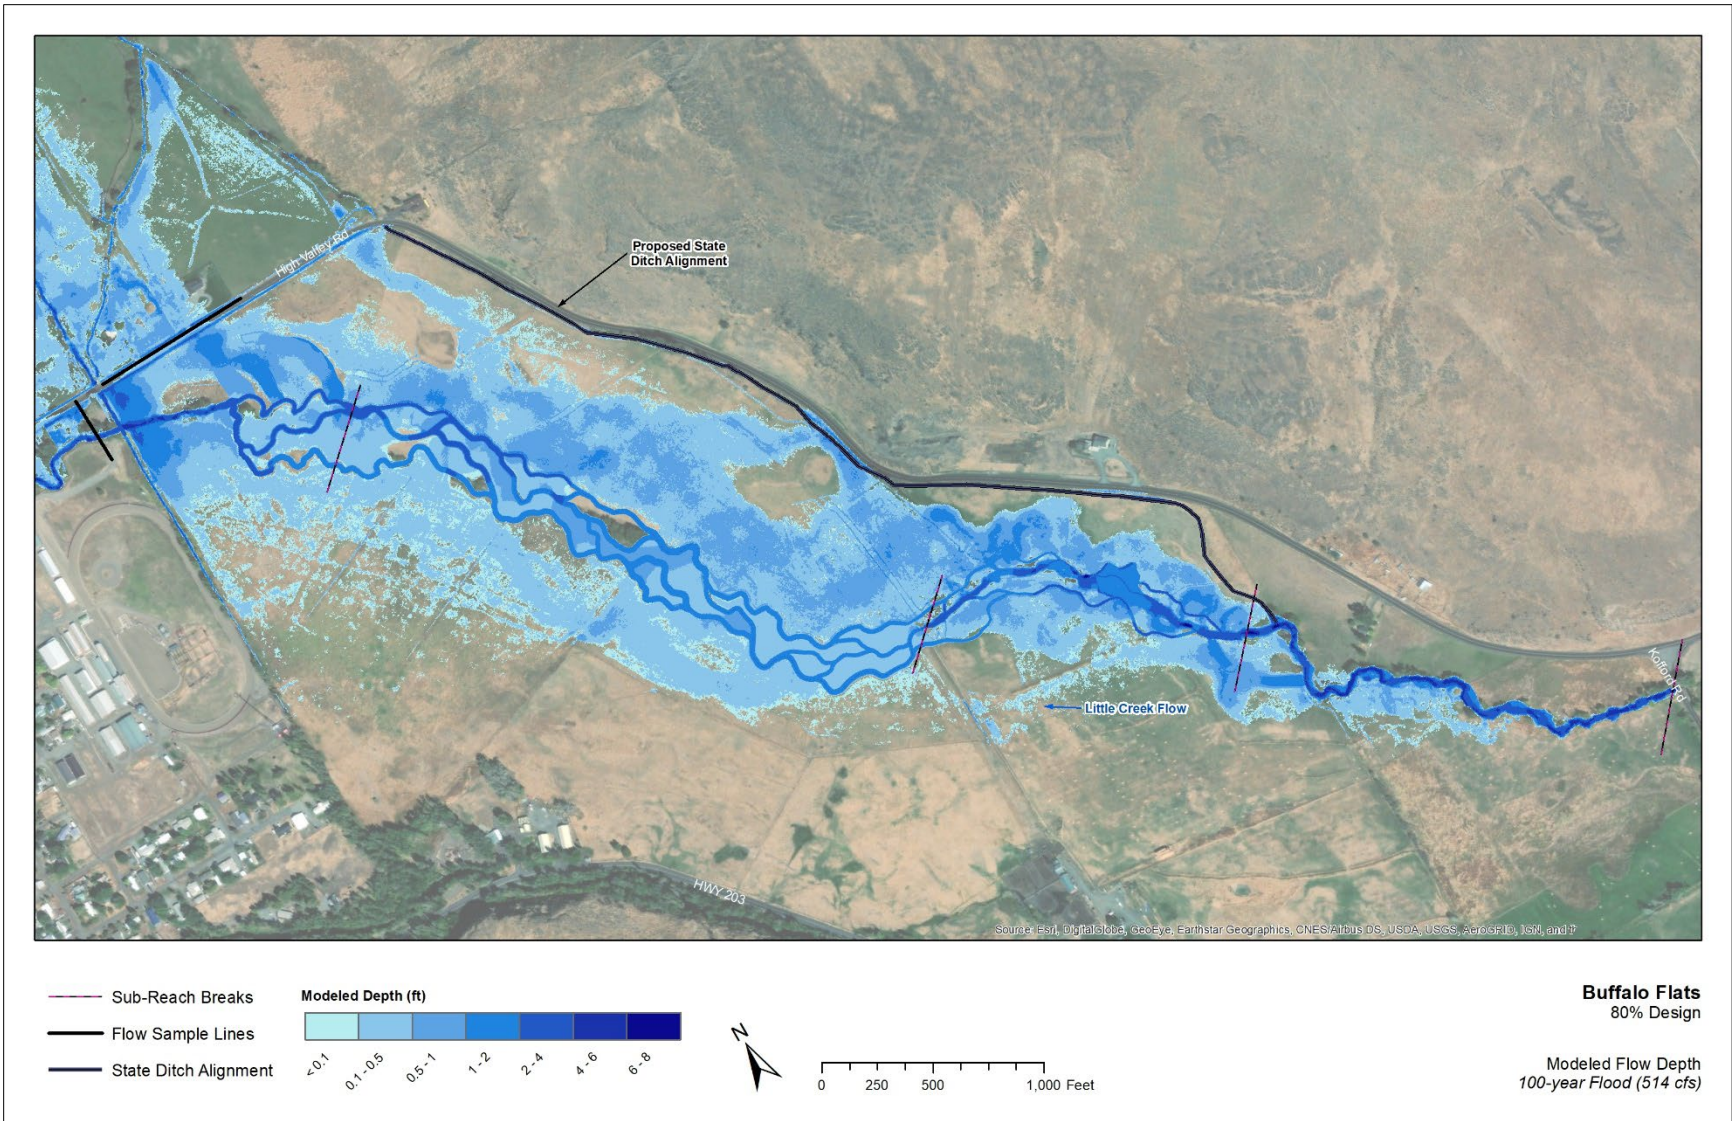 High Valley Rd
Proposed State
Ditch Alignment
Little Creek Flow
Kofford Rd
HWY 203
Source: Esri, DigitalGlobe, GeoEye, Earthstar Geographics, CNES/Airbus DS, USDA, USGS, AeroGRID, IGN, and
Sub-Reach Breaks
Flow Sample Lines
State Ditch Alignment
Modeled Depth (ft)
< 0.1
0.1 - 0.5
0.5 - 1
1 - 2
2 - 4
4 - 6
6 - 8
N
0 250 500 1,000 Feet
Buffalo Flats
80% Design
Modeled Flow Depth
100-year Flood (514 cfs)